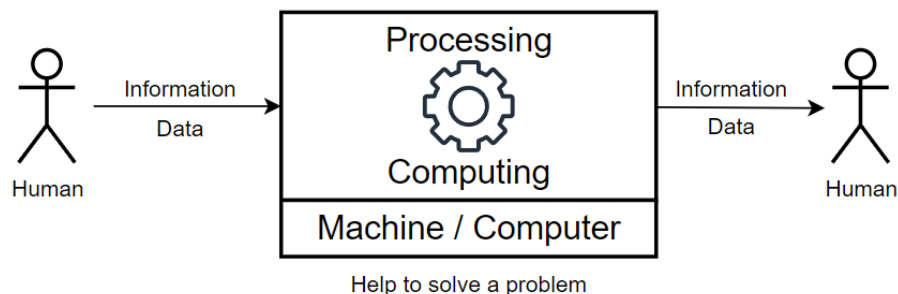 Processing
Information
Information
Data
Data
Computing
Human
Human
Machine / Computer
Help to solve a problem